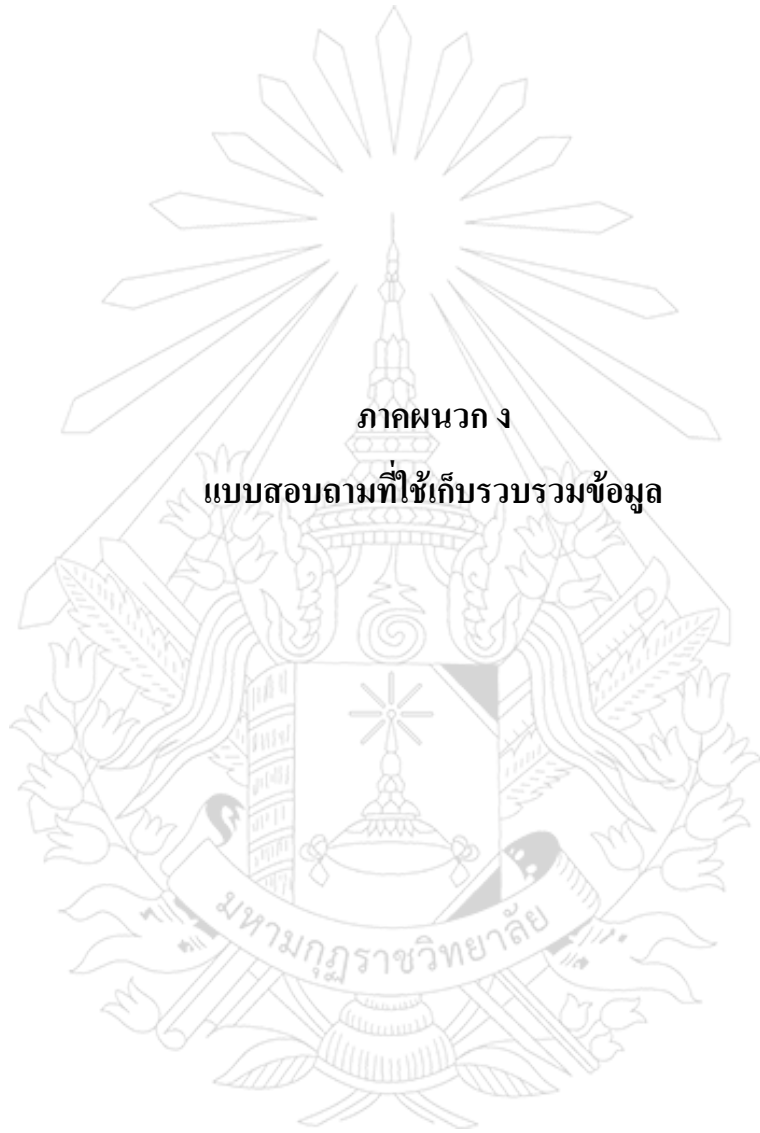 ภาคผนวก ง
แบบสอบถามที่ใช้เก็บรวบรวมข้อมูล
มหามกุฏราชวิทยาลัย